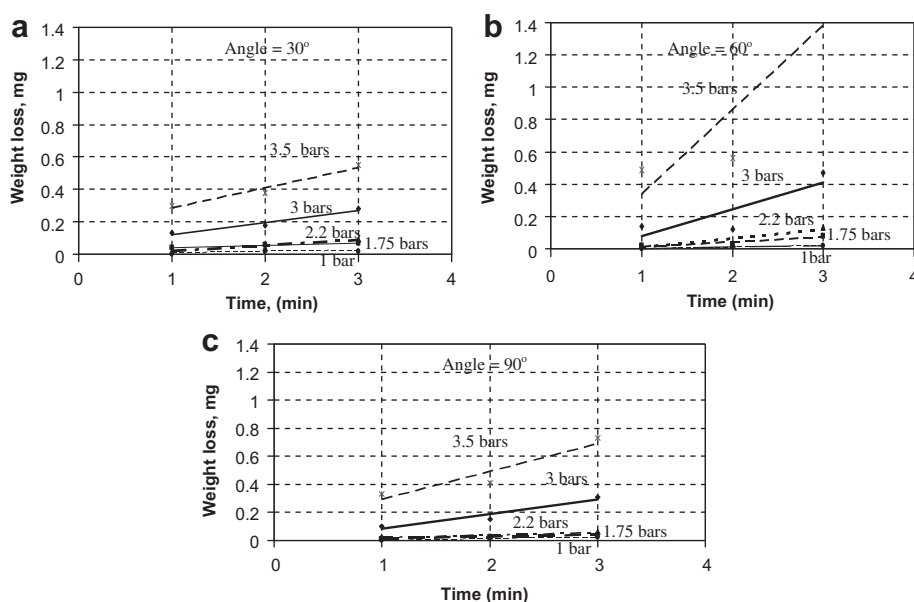 a
Angle = 30°
1.4
1.2
1
0.8
0.6
0.4
0.2
0
Weight loss, mg
3.5 bars
3 bars
2.2 bars
1.75 bars
1 bar
0 1 2 3 4
Time, (min)
b
Angle = 60°
1.4
1.2
1
0.8
0.6
0.4
0.2
0
Weight loss, mg
3.5 bars
3 bars
2.2 bars
1.75 bars
1bar
0 1 2 3 4
Time (min)
c
Angle = 90°
1.4
1.2
1
0.8
0.6
0.4
0.2
0
Weight loss, mg
3.5 bars
3 bars
2.2 bars
1.75 bars
1 bar
0 1 2 3 4
Time (min)